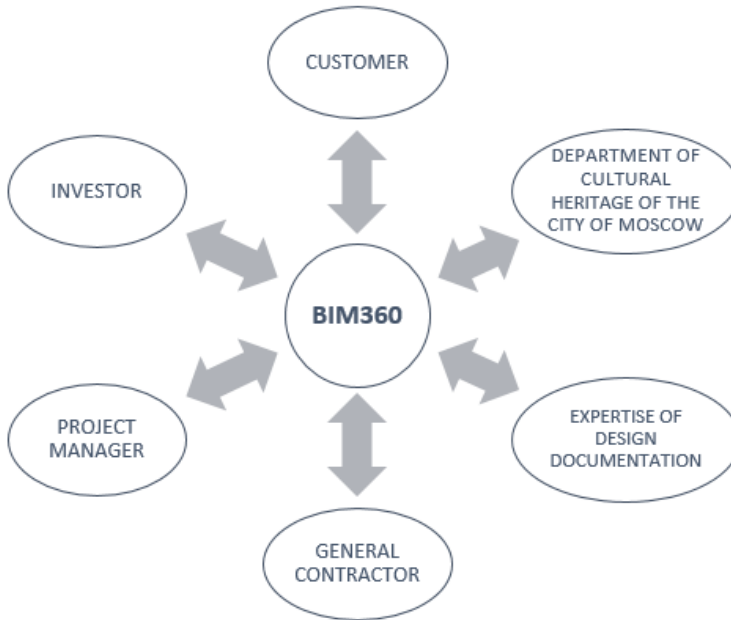 CUSTOMER
INVESTOR
DEPARTMENT OF
CULTURAL
HERITAGE OF THE
CITY OF MOSCOW
BIM360
PROJECT
MANAGER
EXPERTISE OF
DESIGN
DOCUMENTATION
GENERAL
CONTRACTOR